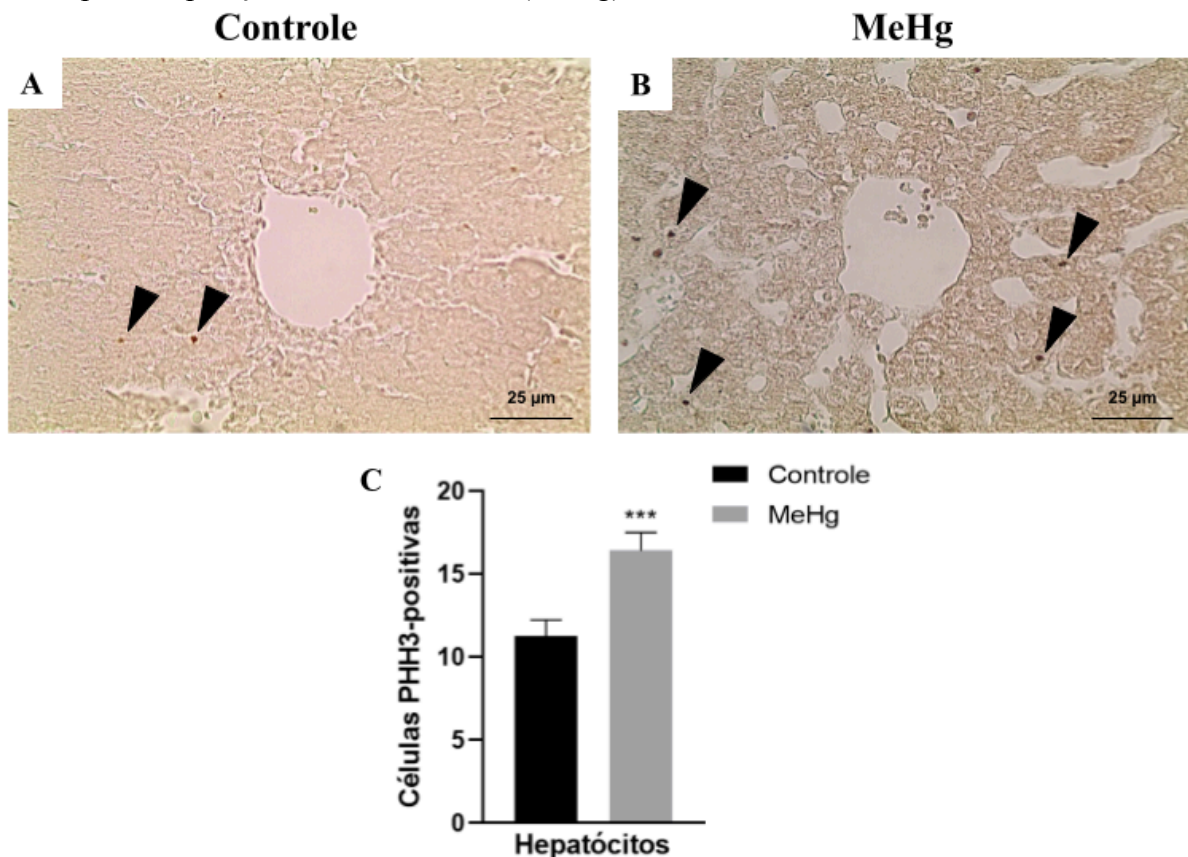 Controle
MeHg
A
B
25 µm
25 µm
C
Controle
MeHg
20
***
15
10
5
0
Células PHH3-positivas
Hepatócitos